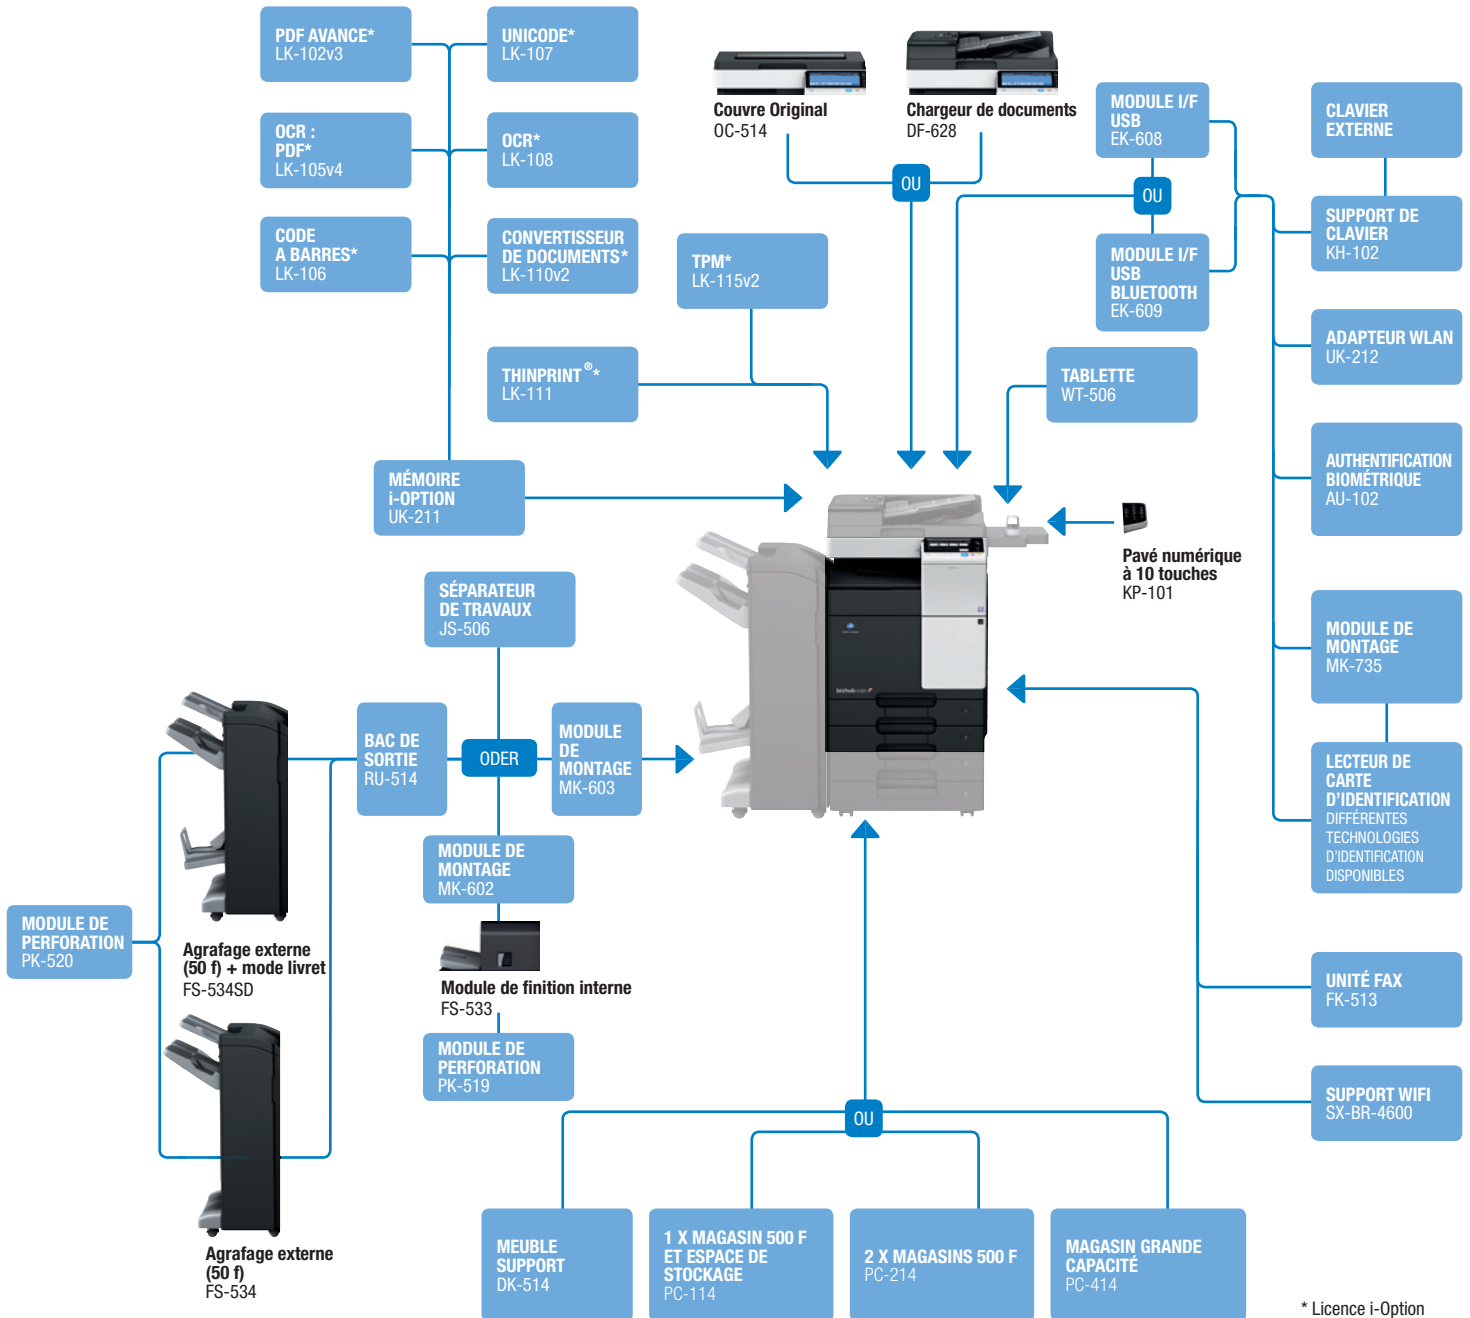 PDF AVANCE*
LK-102v3
UNICODE*
LK-107
OCR :
PDF*
LK-105v4
OCR*
LK-108
CODE
A BARRES*
LK-106
CONVERTISSEUR
DE DOCUMENTS*
LK-110v2
TPM*
LK-115v2
THINPRINT®*
LK-111
MÉMOIRE
i-OPTION
UK-211
Couvre Original
OC-514
Chargeur de documents
DF-628
OU
MODULE I/F
USB
EK-608
OU
MODULE I/F
USB
BLUETOOTH
EK-609
TABLETTE
WT-506
CLAVIER
EXTERNE
SUPPORT DE
CLAVIER
KH-102
ADAPTEUR WLAN
UK-212
AUTHENTIFICATION
BIOMÉTRIQUE
AU-102
MODULE DE
MONTAGE
MK-735
LECTEUR DE
CARTE
D'IDENTIFICATION
DIFFÉRENTES
TECHNOLOGIES
D'IDENTIFICATION
DISPONIBLES
Pavé numérique
à 10 touches
KP-101
SÉPARATEUR
DE TRAVAUX
JS-506
BAC DE
SORTIE
RU-514
ODER
MODULE
DE
MONTAGE
MK-603
bizhub
MODULE DE
MONTAGE
MK-602
Module de finition interne
FS-533
MODULE DE
PERFORATION
PK-519
MODULE DE
PERFORATION
PK-520
Agrafage externe
(50 f) + mode livret
FS-534SD
Agrafage externe
(50 f)
FS-534
UNITÉ FAX
FK-513
SUPPORT WIFI
SX-BR-4600
OU
MEUBLE
SUPPORT
DK-514
1 X MAGASIN 500 F
ET ESPACE DE
STOCKAGE
PC-114
2 X MAGASINS 500 F
PC-214
MAGASIN GRANDE
CAPACITÉ
PC-414
* Licence i-Option